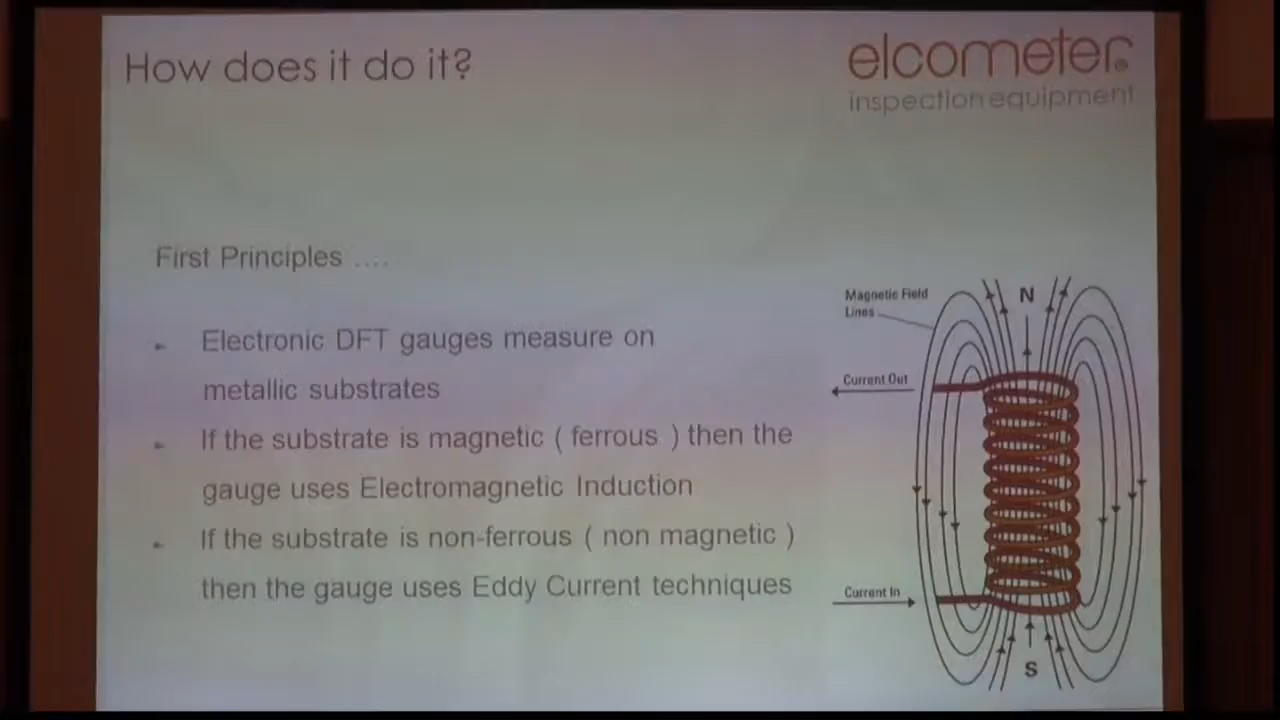 How does it do it?
elcometer®
inspection equipment
First Principles ....
Electronic DFT gauges measure on
metallic substrates
If the substrate is magnetic ( ferrous ) then the
gauge uses Electromagnetic Induction
If the substrate is non-ferrous ( non magnetic )
then the gauge uses Eddy Current techniques
Magnetic Field
Lines
N
Current Out
Current In
S